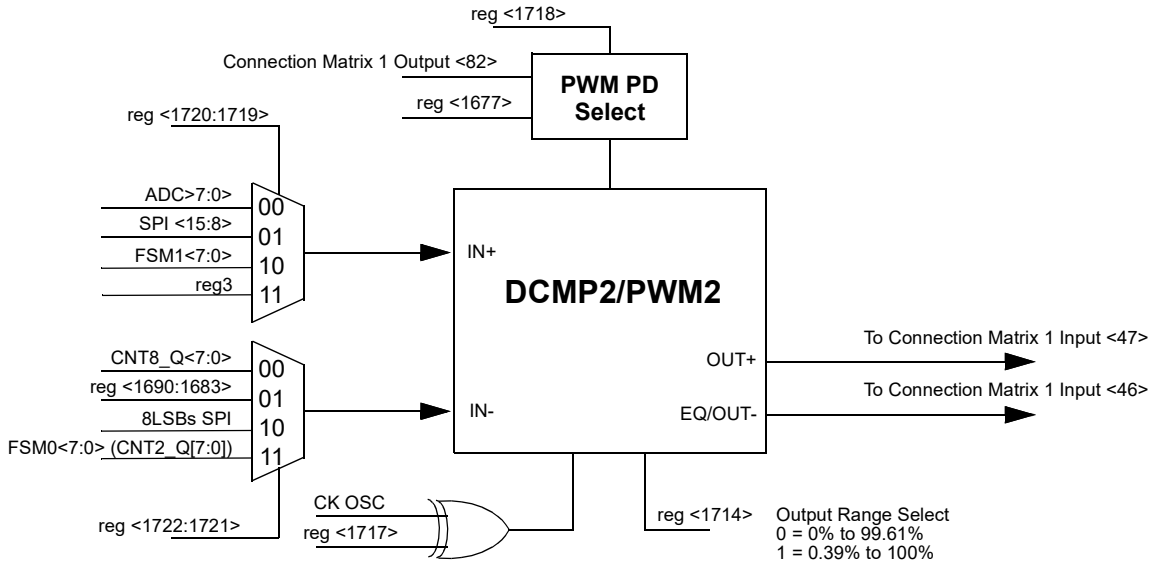 reg <1718>
Connection Matrix 1 Output <82>
reg <1677>
PWM PD
Select
reg <1720:1719>
ADC>7:0>
00
SPI <15:8>
01
FSM1<7:0>
10
reg3
11
IN+
DCMP2/PWM2
CNT8_Q<7:0>
00
reg <1690:1683>
01
8LSBs SPI
10
FSM0<7:0> (CNT2_Q[7:0])
11
IN-
OUT+
To Connection Matrix 1 Input <47>
EQ/OUT-
To Connection Matrix 1 Input <46>
reg <1722:1721>
CK OSC
reg <1717>
reg <1714>
Output Range Select
0 = 0% to 99.61%
1 = 0.39% to 100%